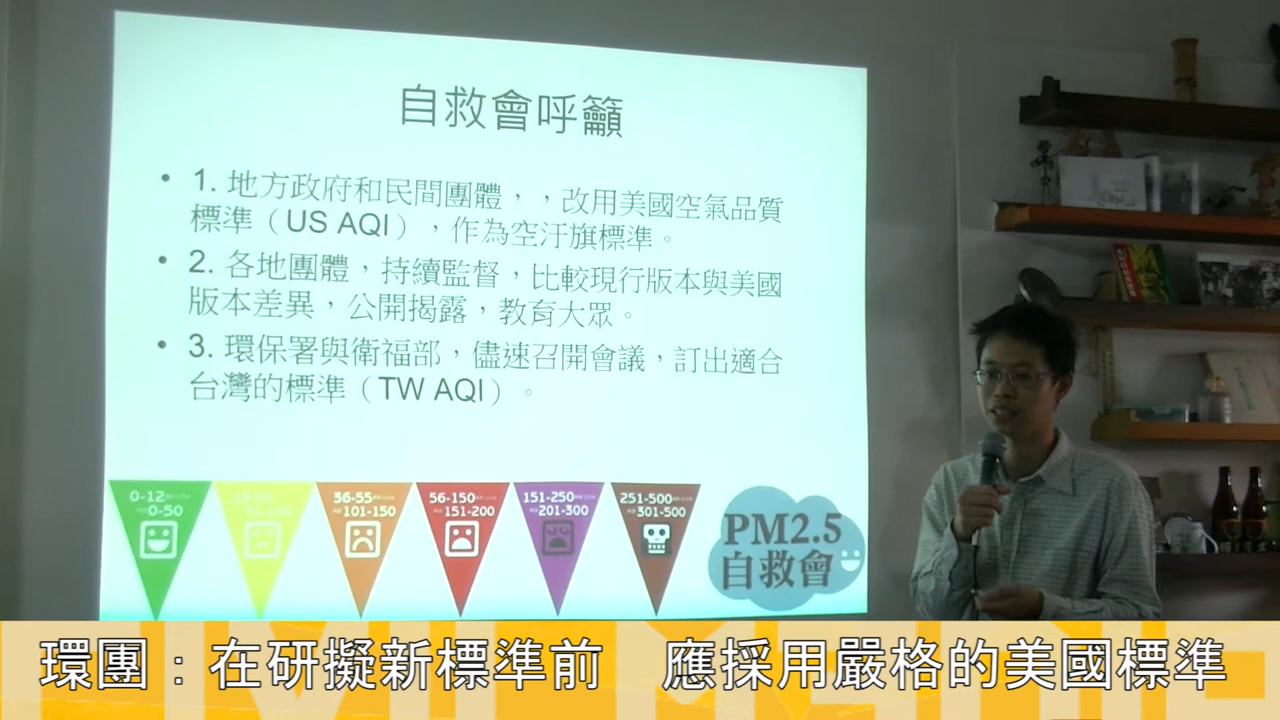 自救會呼籲
• 1. 地方政府和民間團體，，改用美國空氣品質
標準（US AQI），作為空汙旗標準。
• 2. 各地團體，持續監督，比較現行版本與美國
版本差異，公開揭露，教育大眾。
• 3. 環保署與衛福部，儘速召開會議，訂出適合
台灣的標準（TW AQI）。
0-12
0-50
36-55
101-150
56-150
151-200
151-250
201-300
251-500
301-500
PM2.5
自救會
環團：在研擬新標準前 應採用嚴格的美國標準